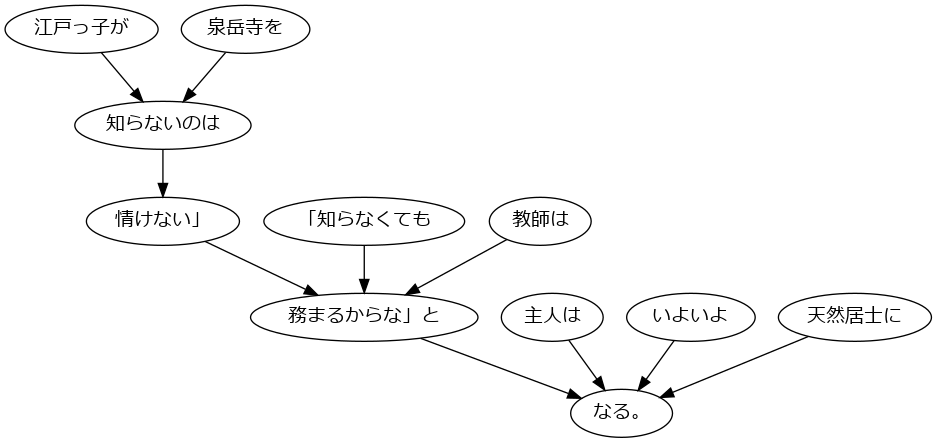 江戸っ子が 泉岳寺を
知らないのは
情けない」 「知らなくても 教師は
務まるからな」と 主人は いよいよ 天然居士に
なる。